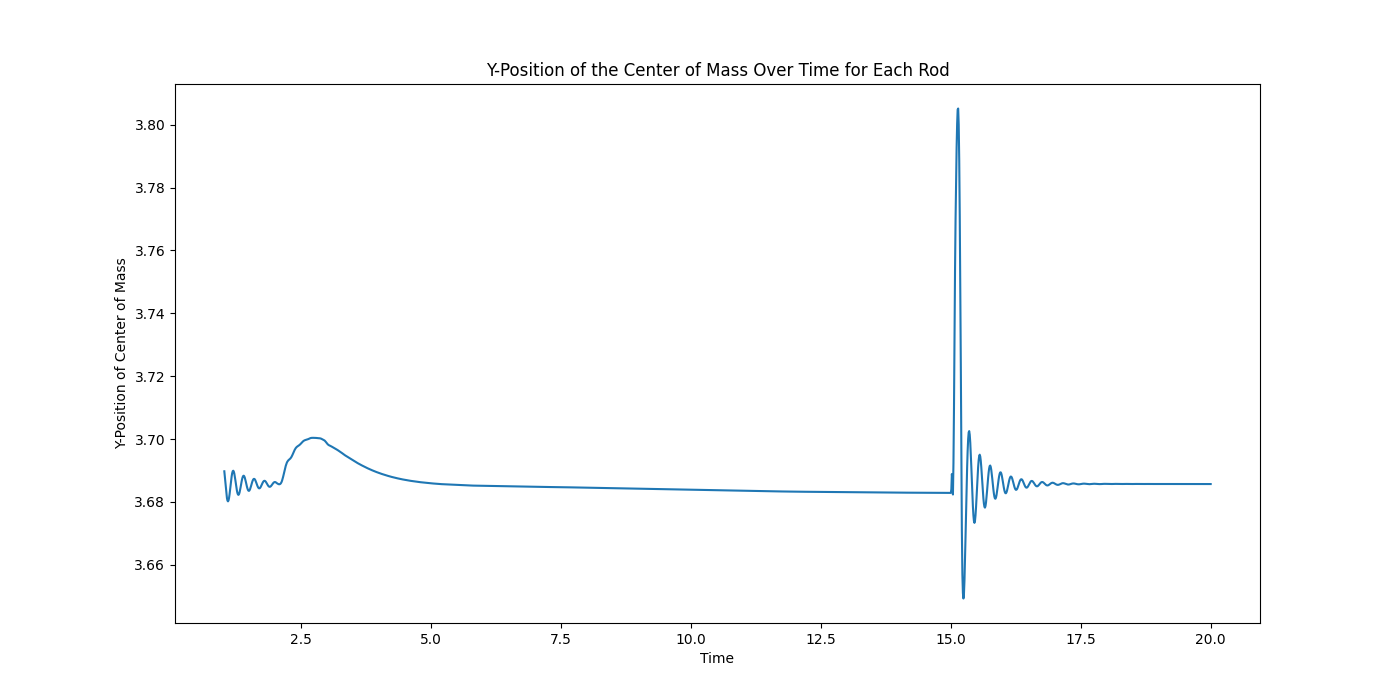 Y-Position of the Center of Mass Over Time for Each Rod
Y-Position of Center of Mass
3.80
3.78
3.76
3.74
3.72
3.70
3.68
3.66
2.5 5.0 7.5 10.0 12.5 15.0 17.5 20.0
Time